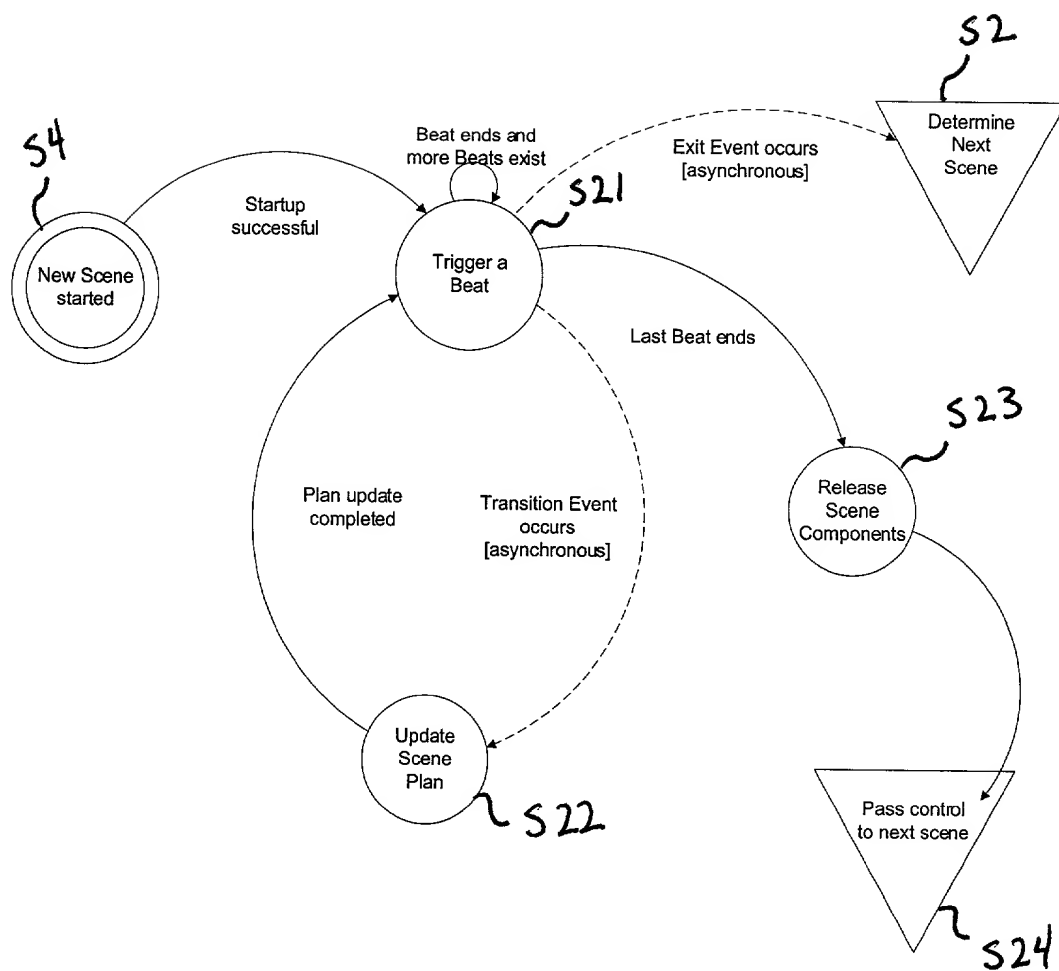 S2
Determine
Next
Scene
Beat ends and
more Beats exist
Exit Event occurs
[asynchronous]
S4
S21
Startup
successful
New Scene
started
Trigger a
Beat
Last Beat ends
S23
Plan update
completed
Transition Event
occurs
[asynchronous]
Release
Scene
Components
Update
Scene
Plan
S22
Pass control
to next scene
S24